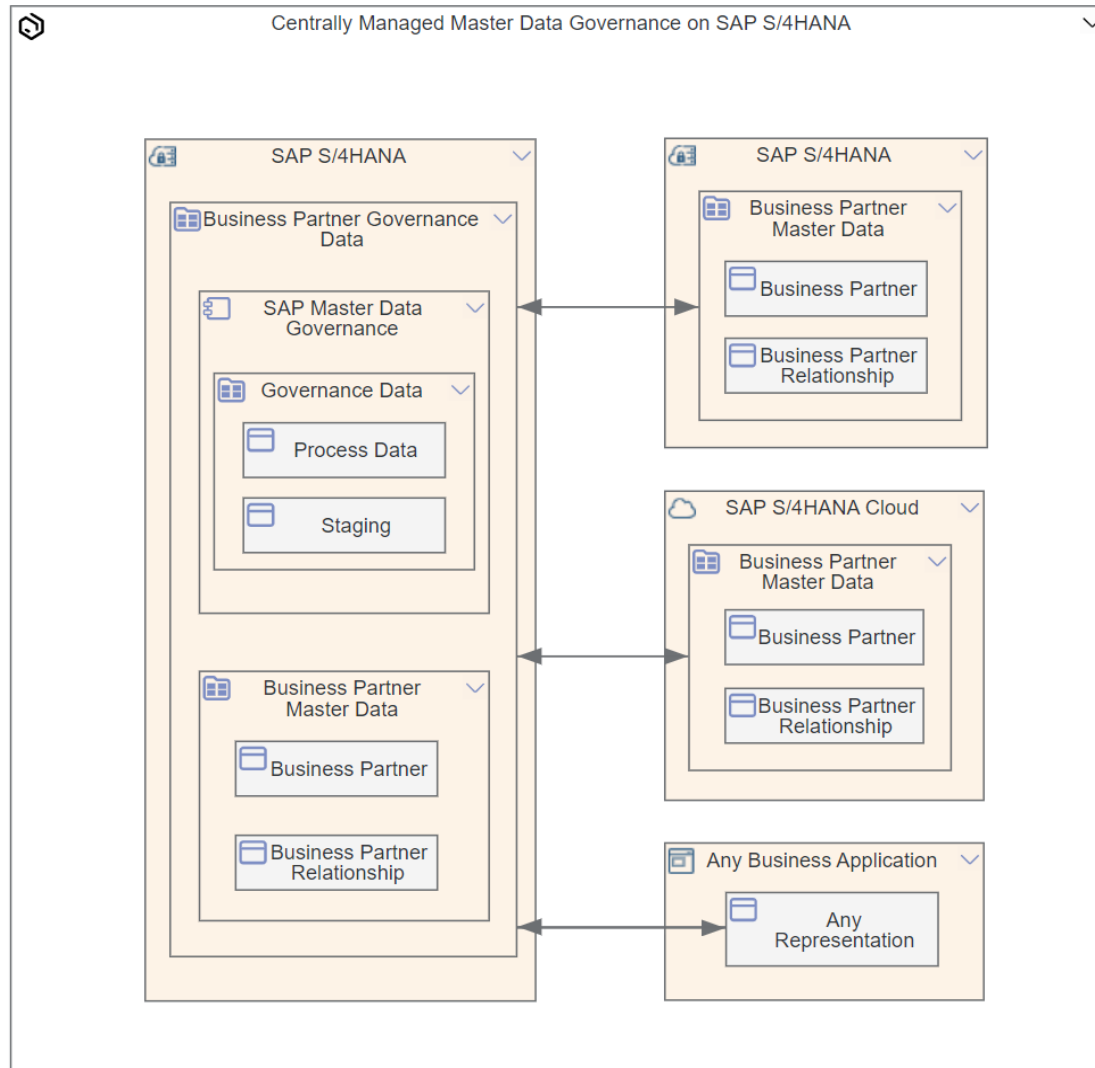 Centrally Managed Master Data Governance on SAP S/4HANA
SAP S/4HANA
Business Partner Governance
Data
SAP Master Data
Governance
Governance Data
Process Data
Staging
Business Partner
Master Data
Business Partner
Business Partner
Relationship
SAP S/4HANA
Business Partner
Master Data
Business Partner
Business Partner
Relationship
SAP S/4HANA Cloud
Business Partner
Master Data
Business Partner
Business Partner
Relationship
Any Business Application
Any
Representation